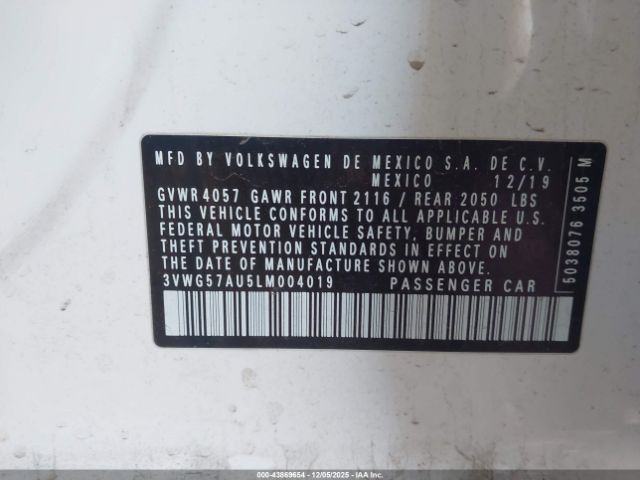 MFD BY VOLKSWAGEN DE MEXICO S.A. DE C.V.
MEXICO 12/19
GVWR 4057 GAWR FRONT 2116 / REAR 2050 LBS
THIS VEHICLE CONFORMS TO ALL APPLICABLE U.S.
FEDERAL MOTOR VEHICLE SAFETY, BUMPER AND
THEFT PREVENTION STANDARDS IN EFFECT ON
THE DATE OF MANUFACTURE SHOWN ABOVE.
3VWG57AU5LM004019 PASSENGER CAR
5038076 3505 M
000-43869654 | 12/05/2025 | IAA, Inc.